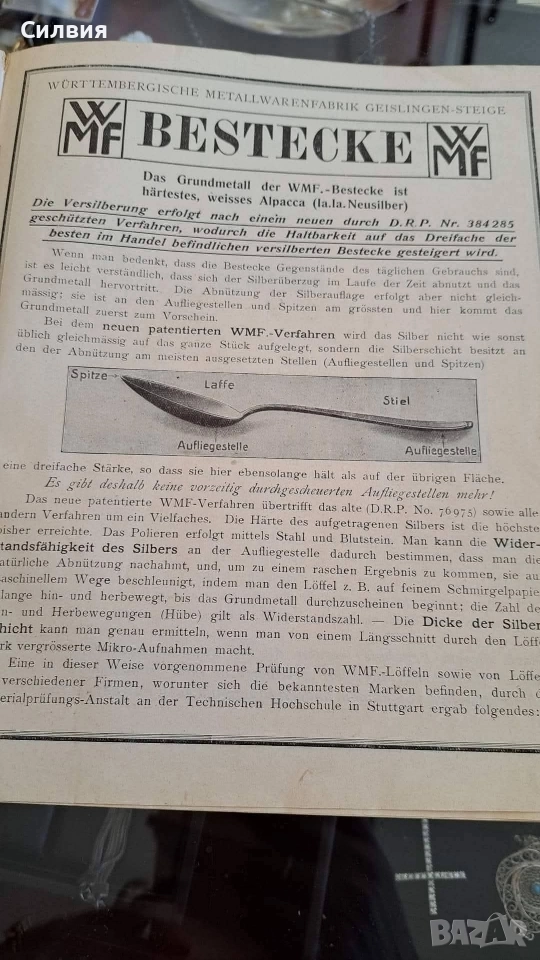 Силвия
WÜRTTEMBERGISCHE METALLWARENFABRIK GEISLINGEN-STEIGE
WMF BESTECKE WMF
Das Grundmetall der WMF.-Bestecke ist
härtestes, weisses Alpacca (Ia.Ia. Neusilber)
Die Versilberung erfolgt nach einem neuen durch D.R.P. Nr. 384285
geschützten Verfahren, wodurch die Haltbarkeit auf das Dreifache der
besten im Handel befindlichen versilberten Bestecke gesteigert wird.
Wenn man bedenkt, dass die Bestecke Gegenstände des täglichen Gebrauchs sind,
ist es leicht verständlich, dass sich der Silberüberzug im Laufe der Zeit abnutzt und das
Grundmetall hervortritt. Die Abnützung der Silberauflage erfolgt aber nicht gleich-
mässig; sie ist an den Aufliegestellen und Spitzen am grössten und hier kommt das
Grundmetall zuerst zum Vorschein.
Bei dem neuen patentierten WMF.-Verfahren wird das Silber nicht wie sonst
üblich gleichmässig auf das ganze Stück aufgelegt, sondern die Silberschicht besitzt an
den der Abnützung am meisten ausgesetzten Stellen (Aufliegestellen und Spitzen)
Spitze
Laffe
Stiel
Aufliegestelle
Aufliegestelle
eine dreifache Stärke, so dass sie hier ebensolange hält als auf der übrigen Fläche.
Es gibt deshalb keine vorzeitig durchgescheuerten Aufliegestellen mehr!
Das neue patentierte WMF-Verfahren übertrifft das alte (D.R.P. No. 76975) sowie alle
ndern Verfahren um ein Vielfaches. Die Härte des aufgetragenen Silbers ist die höchste
bisher erreichte. Das Polieren erfolgt mittels Stahl und Blutstein. Man kann die Wider-
standsfähigkeit des Silbers an der Aufliegestelle dadurch bestimmen, dass man die
atürliche Abnützung nachahmt, und, um zu einem raschen Ergebnis zu kommen, sie au
aschinellem Wege beschleunigt, indem man den Löffel z. B. auf feinem Schmirgelpapie
lange hin- und herbewegt, bis das Grundmetall durchzuscheinen beginnt; die Zahl de
n- und Herbewegungen (Hübe) gilt als Widerstandszahl. — Die Dicke der Silber
hicht kann man genau ermitteln, wenn man von einem Längsschnitt durch den Löffe
rk vergrösserte Mikro-Aufnahmen macht.
Eine in dieser Weise vorgenommene Prüfung von WMF.-Löffeln sowie von Löffe
verschiedener Firmen, worunter sich die bekanntesten Marken befinden, durch d
erialprüfungs-Anstalt an der Technischen Hochschule in Stuttgart ergab folgendes:
BAZAR